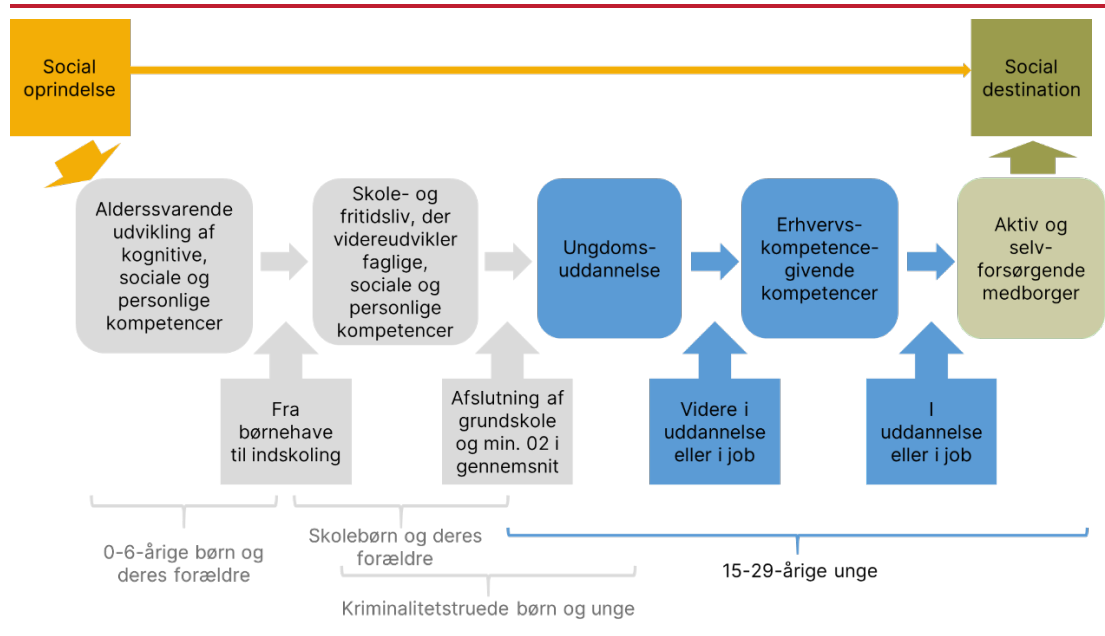 Social
oprindelse
Social
destination
Alderssvarende
udvikling af
kognitive,
sociale og
personlige
kompetencer
Skole- og
fritidsliv, der
videreudvikler
faglige,
sociale og
personlige
kompetencer
Ungdoms-
uddannelse
Erhvervs-
kompetence-
givende
kompetencer
Aktiv og
selv-
forsørgende
medborger
Fra
børnehave
til indskoling
Afslutning af
grundskole
og min. 02 i
gennemsnit
Videre i
uddannelse
eller i job
I
uddannelse
eller i job
0-6-årige børn og
deres forældre
Skolebørn og deres
forældre
Kriminalitetstruede børn og unge
15-29-årige unge